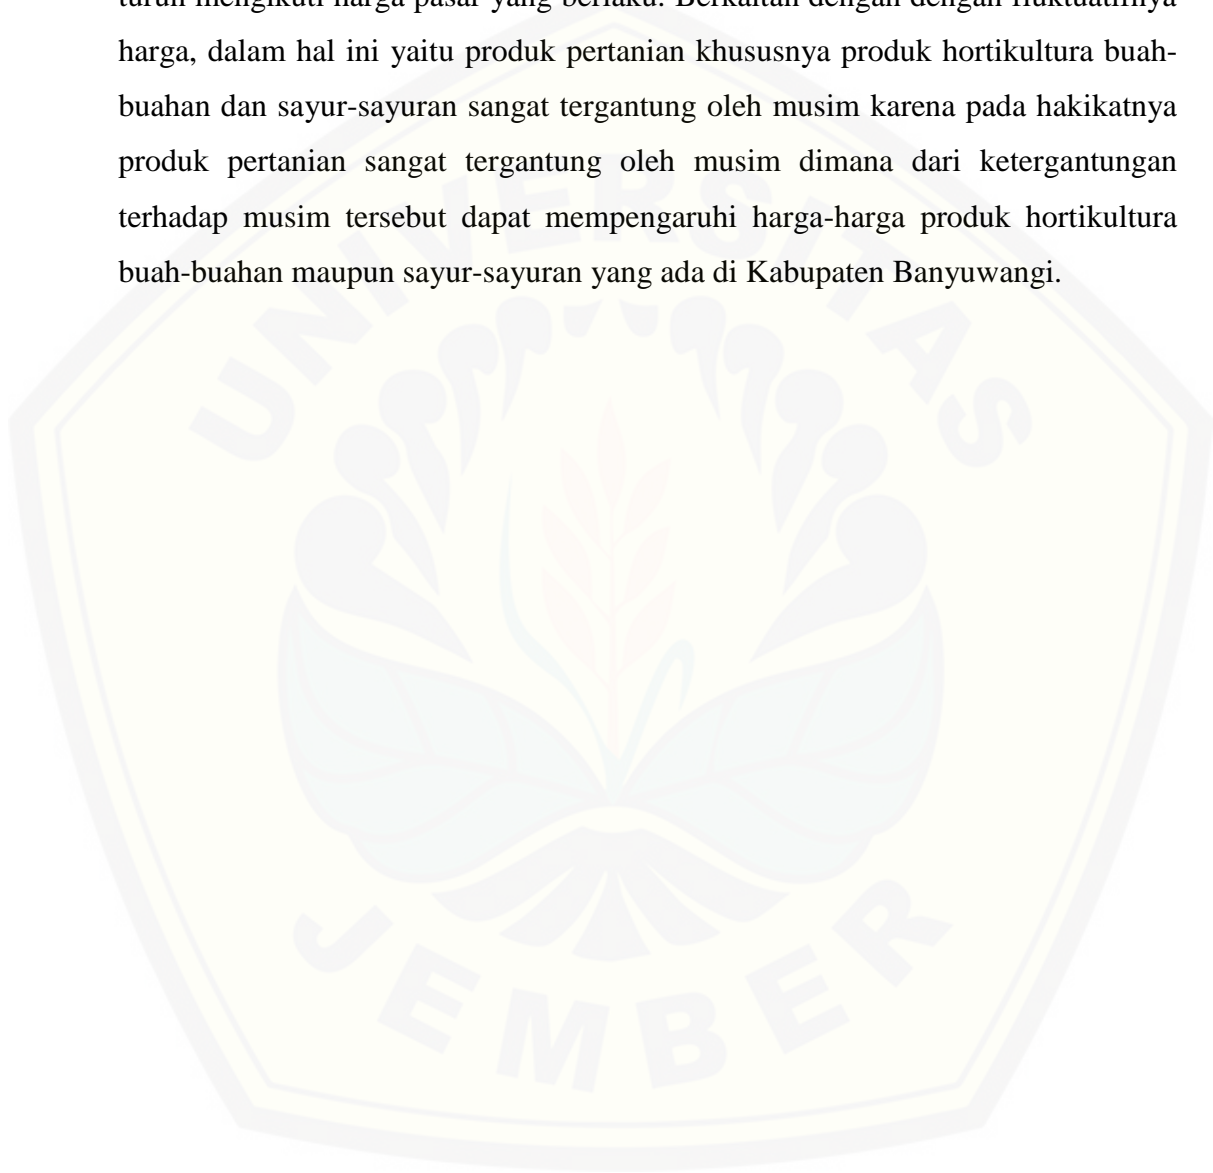 turun mengikuti harga pasar yang berlaku. Berkaitan dengan dengan fluktuatifnya
harga, dalam hal ini yaitu produk pertanian khususnya produk hortikultura buah-
buahan dan sayur-sayuran sangat tergantung oleh musim karena pada hakikatnya
produk pertanian sangat tergantung oleh musim dimana dari ketergantungan
terhadap musim tersebut dapat mempengaruhi harga-harga produk hortikultura
buah-buahan maupun sayur-sayuran yang ada di Kabupaten Banyuwangi.
UNIVERSITAS
JEMBER